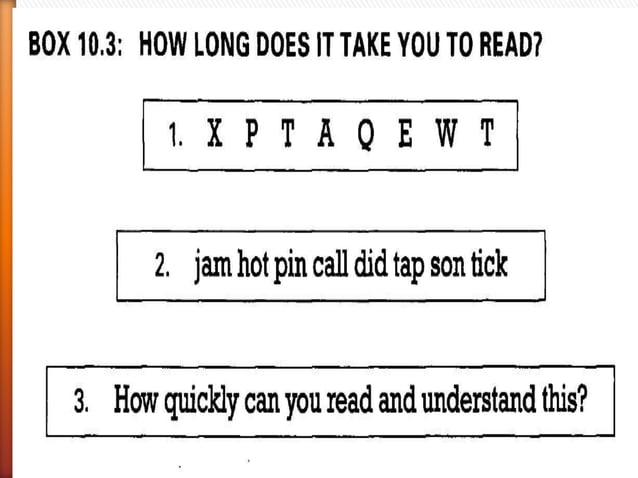 BOX 10.3: HOW LONG DOES IT TAKE YOU TO READ?
1. X P T A Q E W T
2. jam hot pin call did tap son tick
3. How quickly can you read and understand this?